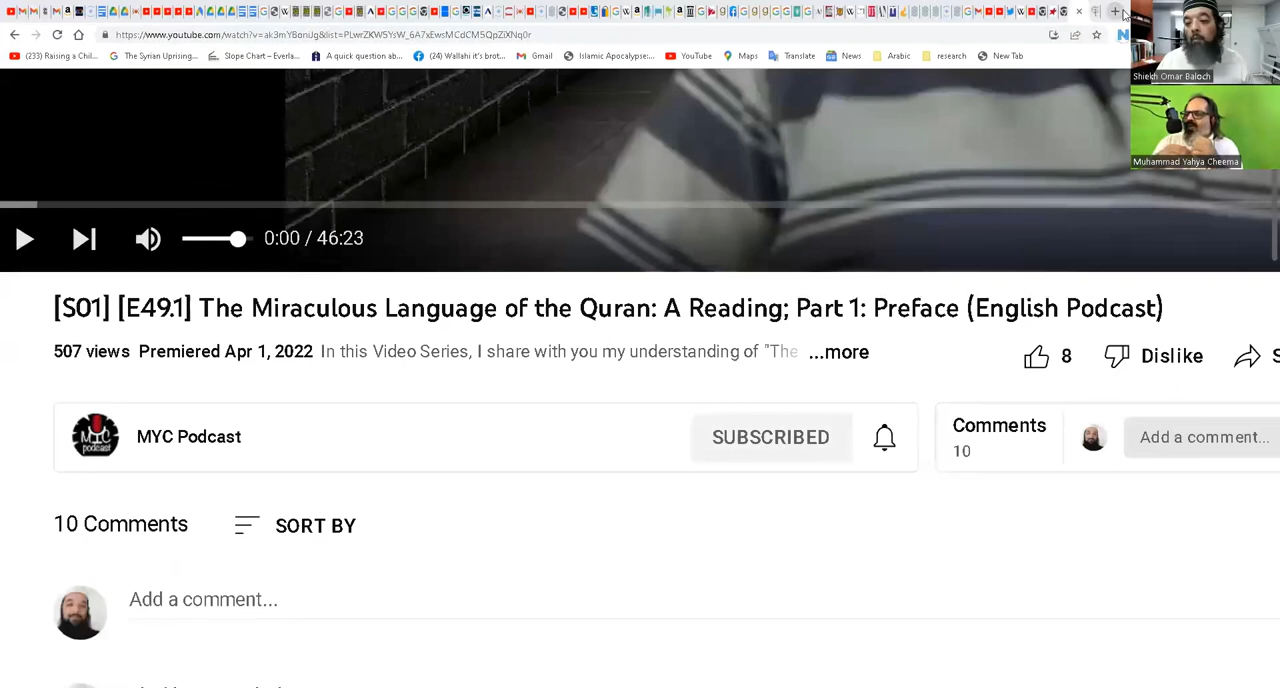 https://www.youtube.com/watch?v=ak3mYBoniJg&list=PLwrZKW5YsW_6A7xEwsMCdCM5QpZiXNq0r
(233) Raising a Chil...
The Syrian Uprising...
Slope Chart – Everla...
A quick question ab...
(24) Wallahi it's brot...
Gmail
Islamic Apocalypse:...
YouTube
Maps
Translate
News
Arabic
research
New Tab
Shiekh Omar Baloch
Muhammad Yahya Cheema
0:00 / 46:23
[S01] [E49.1] The Miraculous Language of the Quran: A Reading; Part 1: Preface (English Podcast)
507 views Premiered Apr 1, 2022 In this Video Series, I share with you my understanding of "The ...more
8 Dislike S
MYC podcast
MYC Podcast
SUBSCRIBED
Comments
10
Add a comment...
10 Comments
SORT BY
Add a comment...